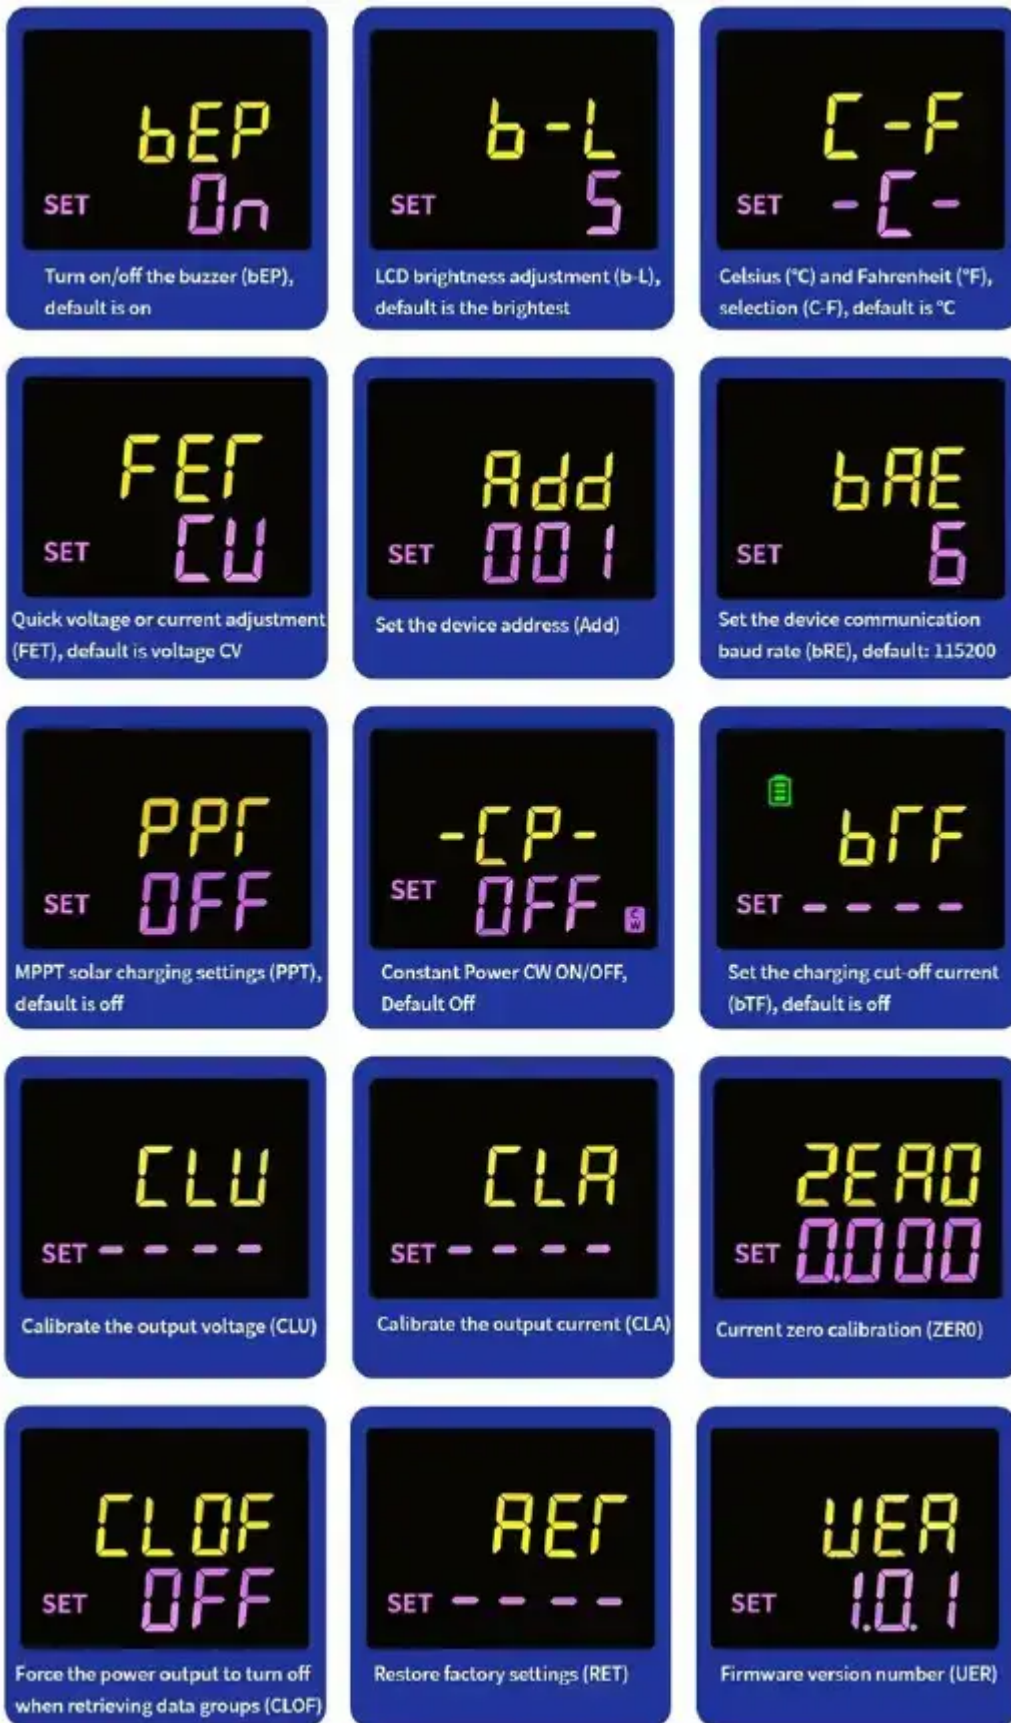 bEP
SET On
Turn on/off the buzzer (bEP),
default is on
b-L
SET 5
LCD brightness adjustment (b-L),
default is the brightest
C-F
SET -C-
Celsius (°C) and Fahrenheit (°F),
selection (C-F), default is °C
FET
SET CU
Quick voltage or current adjustment
(FET), default is voltage CV
Add
SET 001
Set the device address (Add)
bAE
SET 6
Set the device communication
baud rate (bRE), default: 115200
PPT
SET OFF
MPPT solar charging settings (PPT),
default is off
-CP-
SET OFF CW
Constant Power CW ON/OFF,
Default Off
bTF
SET ----
Set the charging cut-off current
(bTF), default is off
CLU
SET ----
Calibrate the output voltage (CLU)
CLA
SET ----
Calibrate the output current (CLA)
ZEA0
SET 0.000
Current zero calibration (ZER0)
CLOF
SET OFF
Force the power output to turn off
when retrieving data groups (CLOF)
AET
SET ----
Restore factory settings (RET)
UEA
SET 1.0.1
Firmware version number (UER)